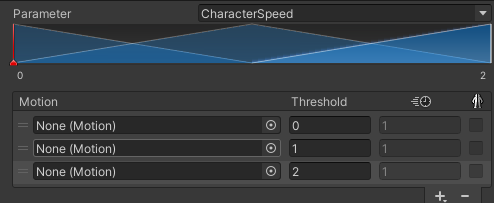 Parameter CharacterSpeed
0 2
Motion Threshold
None (Motion) 0 1
None (Motion) 1 1
None (Motion) 2 1